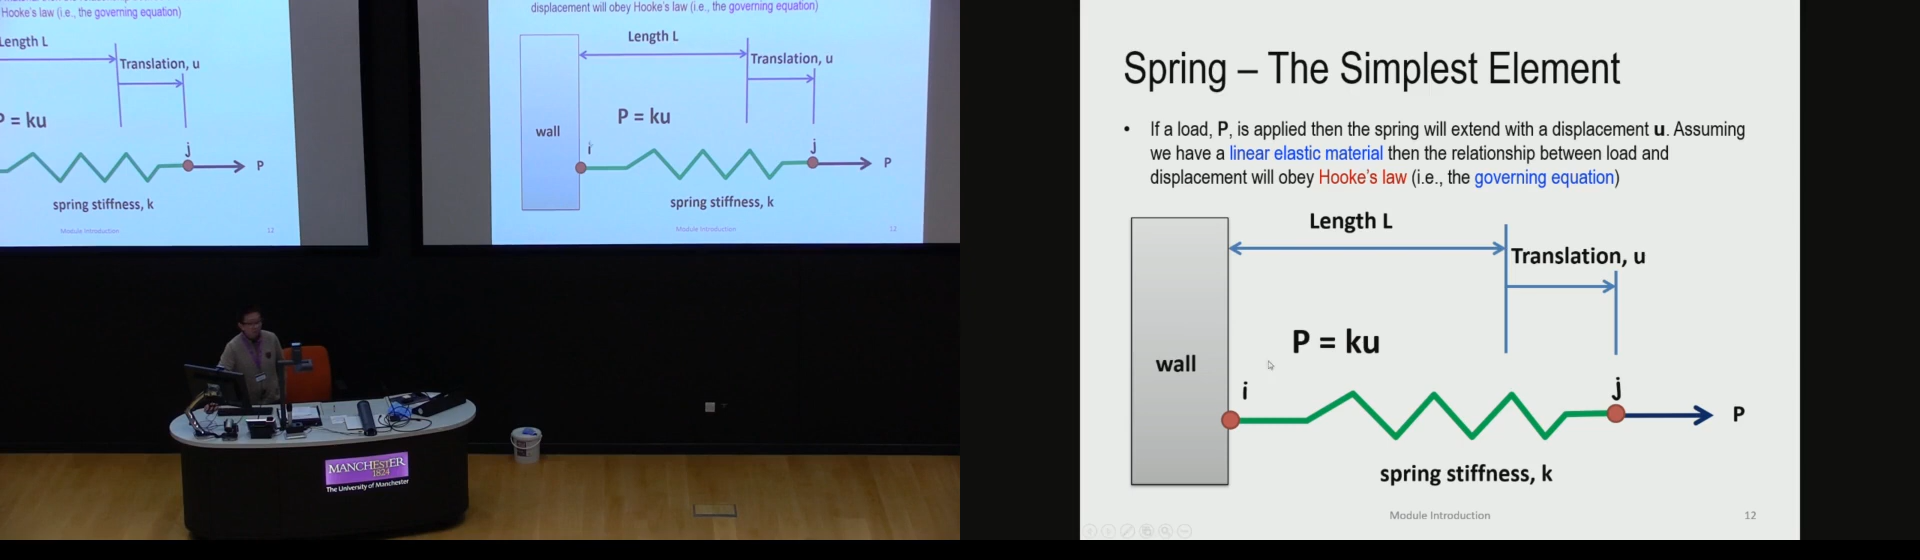 Hooke's law (i.e., the governing equation)
Length L
Translation, u
P = ku
j
P
spring stiffness, k
Module Introduction
12
displacement will obey Hooke's law (i.e., the governing equation)
Length L
Translation, u
P = ku
wall
i
j
P
spring stiffness, k
Module Introduction
12
MANCHESTER
1824
The University of Manchester
Spring – The Simplest Element
• If a load, P, is applied then the spring will extend with a displacement u. Assuming
we have a linear elastic material then the relationship between load and
displacement will obey Hooke's law (i.e., the governing equation)
Length L
Translation, u
P = ku
wall
i
j
P
spring stiffness, k
Module Introduction
12